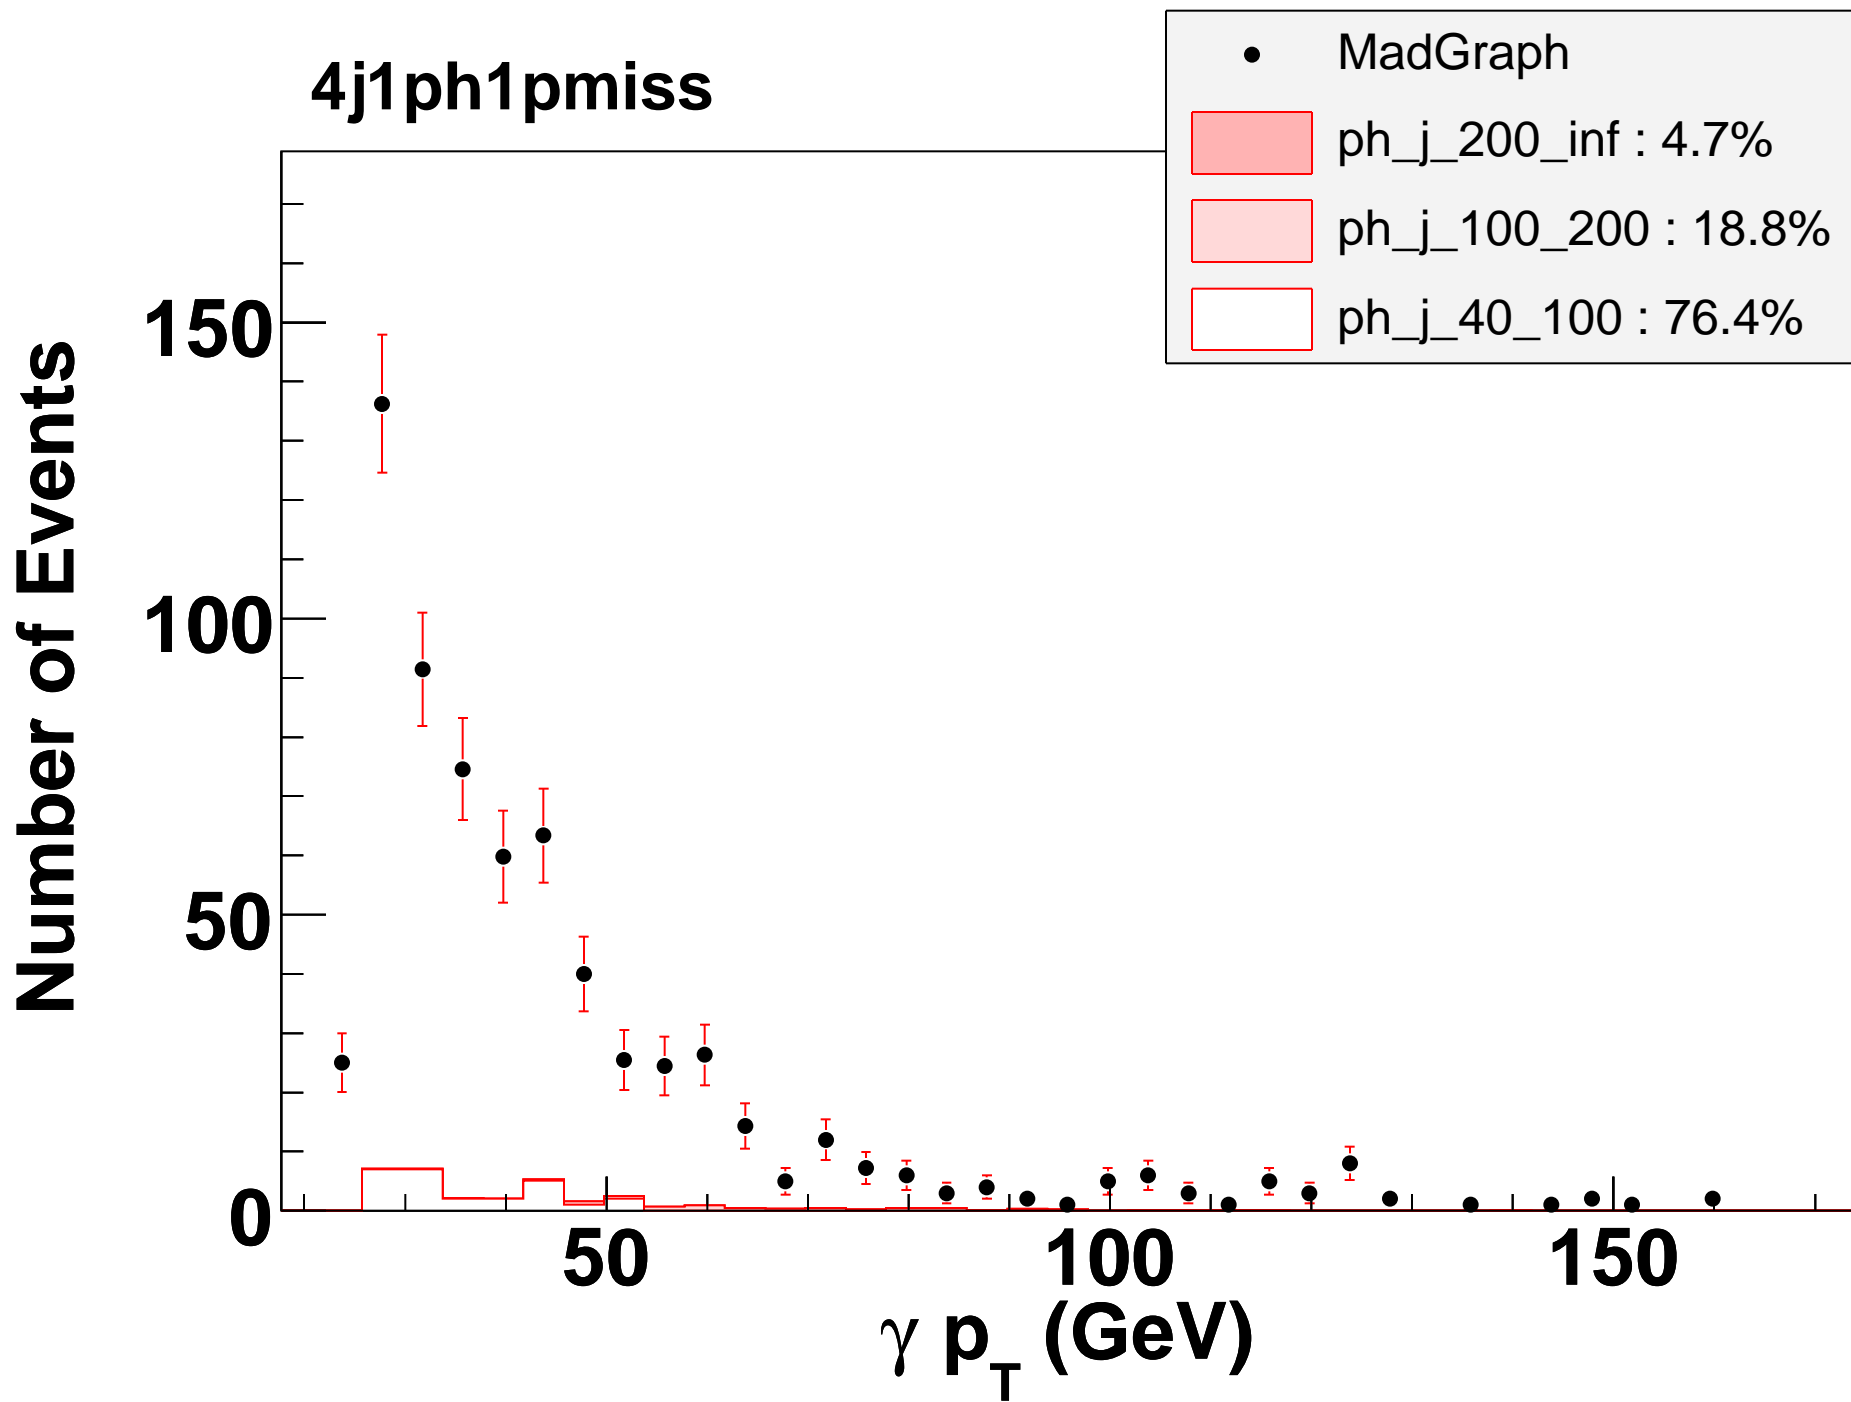 4j1ph1pmiss
MadGraph
ph_j_200_inf : 4.7%
ph_j_100_200 : 18.8%
ph_j_40_100 : 76.4%
Number of Events
150
100
50
0
50 100 150
γ pT (GeV)